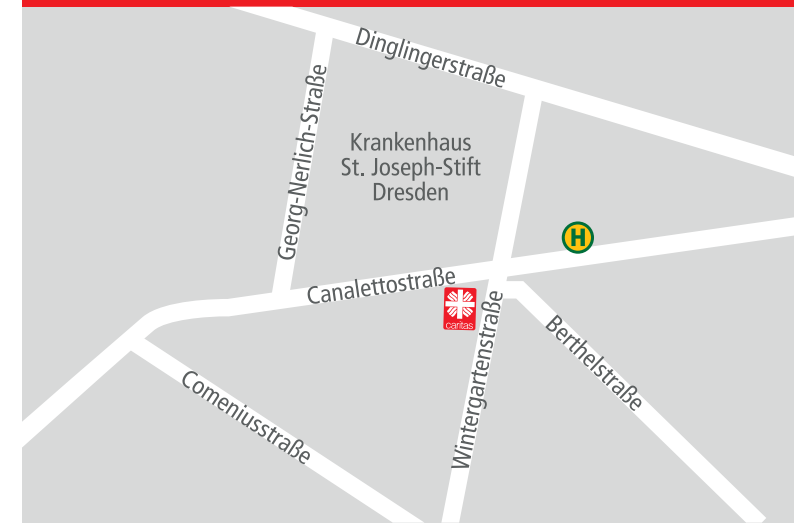 Dinglingerstraße
Georg-Nerlich-Straße
Krankenhaus
St. Joseph-Stift
Dresden
H
Canalettostraße
caritas
Wintergartenstraße
Berthelstraße
Comeniusstraße